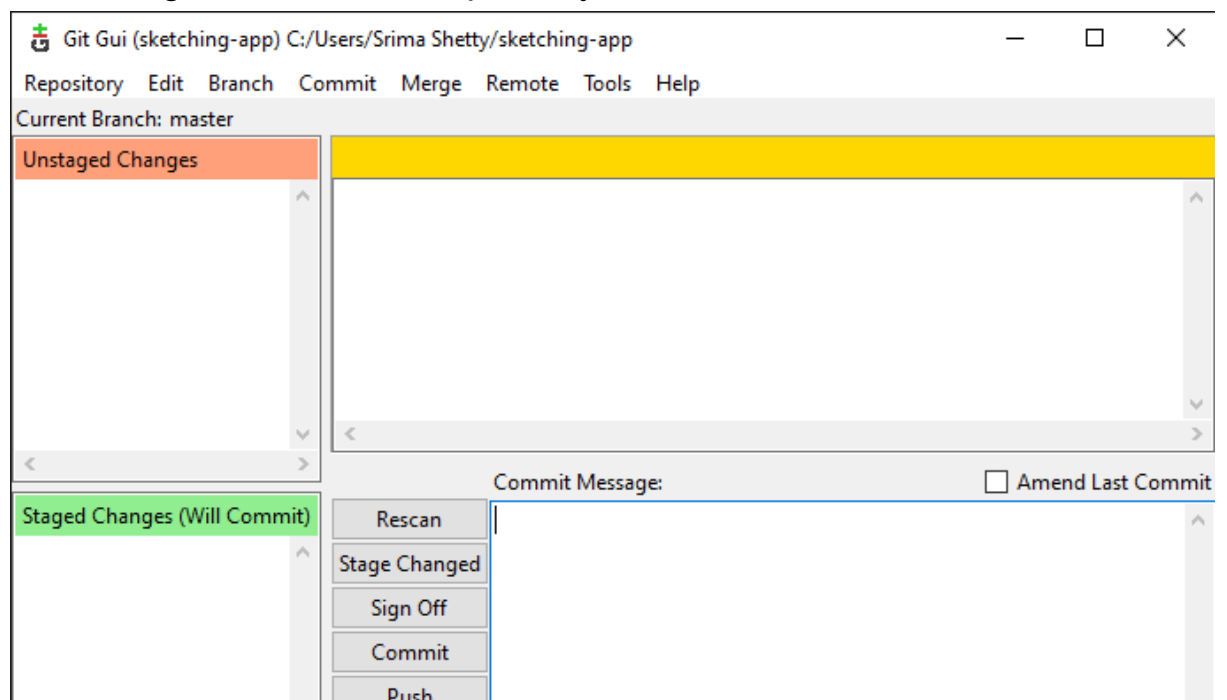 Git Gui (sketching-app) C:/Users/Srima Shetty/sketching-app
Repository Edit Branch Commit Merge Remote Tools Help
Current Branch: master
Unstaged Changes
Commit Message:
Amend Last Commit
Staged Changes (Will Commit)
Rescan
Stage Changed
Sign Off
Commit
Push